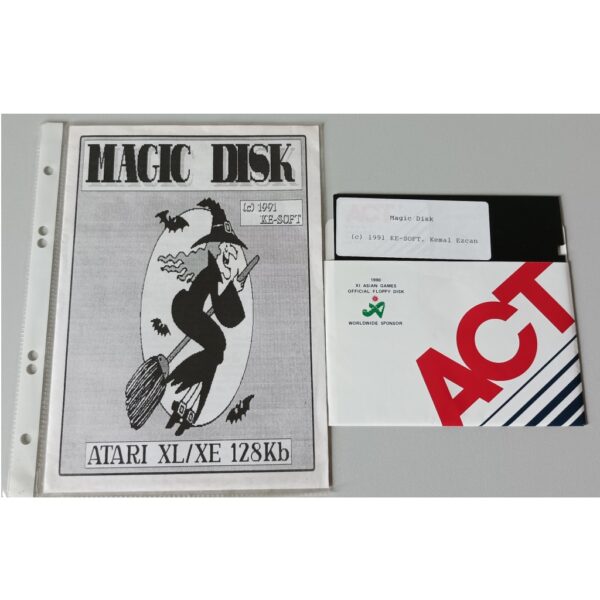 MAGIC DISK
(c) 1991
KE-SOFT
ATARI XL/XE 128Kb
Magic Disk
(c) 1991 KE-SOFT, Kemal Ezcan
1990
XI ASIAN GAMES
OFFICIAL FLOPPY DISK
WORLDWIDE SPONSOR
ACT